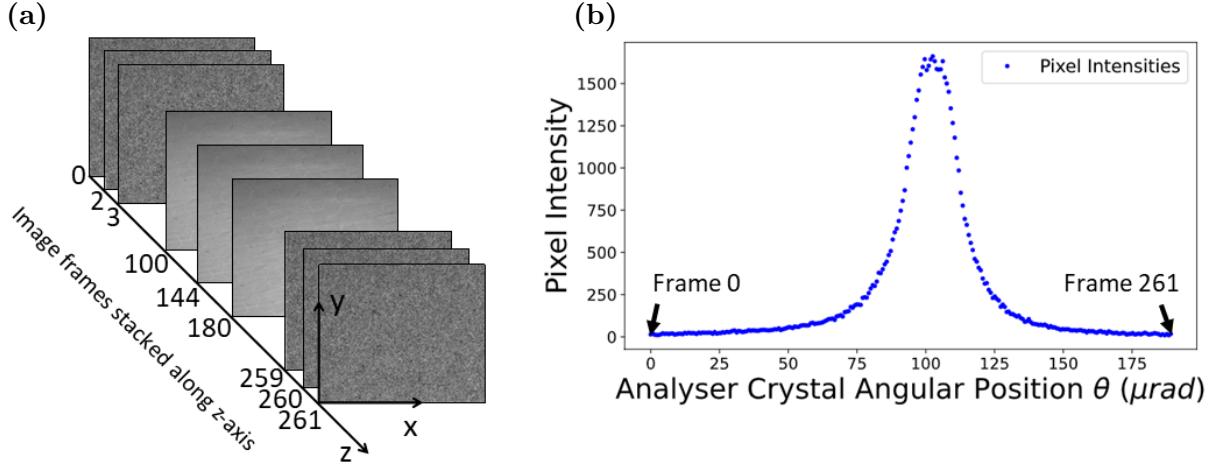 (a)
0
2
3
100
144
180
259
260
261
Image frames stacked along z-axis
y
x
z
(b)
Pixel Intensity
1500
1250
1000
750
500
250
0
Pixel Intensities
Frame 0
Frame 261
0
25
50
75
100
125
150
175
Analyser Crystal Angular Position θ (μrad)